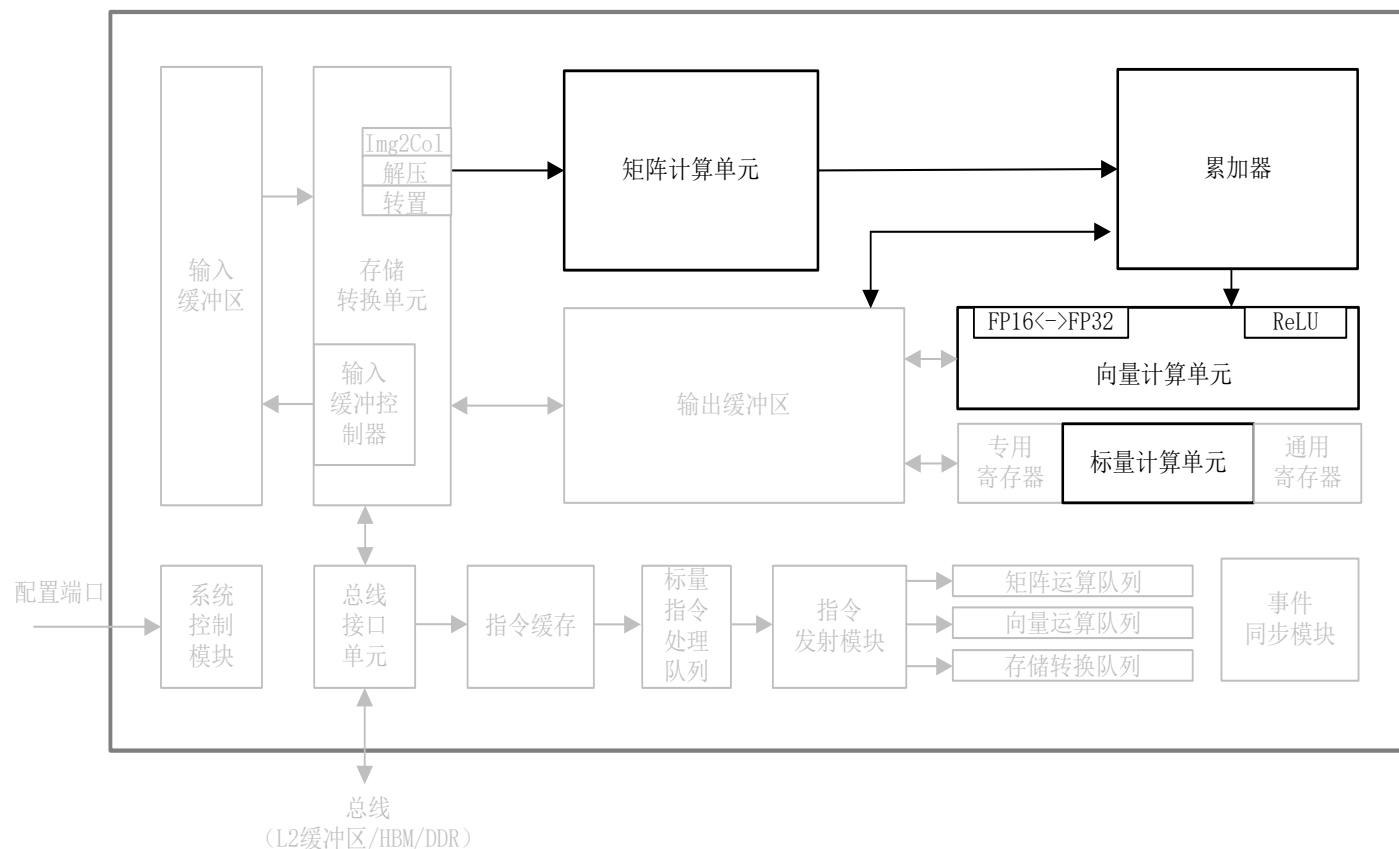 Img2Col
解压
转置
矩阵计算单元
累加器
输入
缓冲区
存储
转换单元
FP16<->FP32
ReLU
向量计算单元
输入
缓冲控
制器
输出缓冲区
专用
寄存器
标量计算单元
通用
寄存器
配置端口
系统
控制
模块
总线
接口
单元
指令缓存
标量
指令
处理
队列
指令
发射模块
矩阵运算队列
向量运算队列
存储转换队列
事件
同步模块
总线
（L2缓冲区/HBM/DDR）